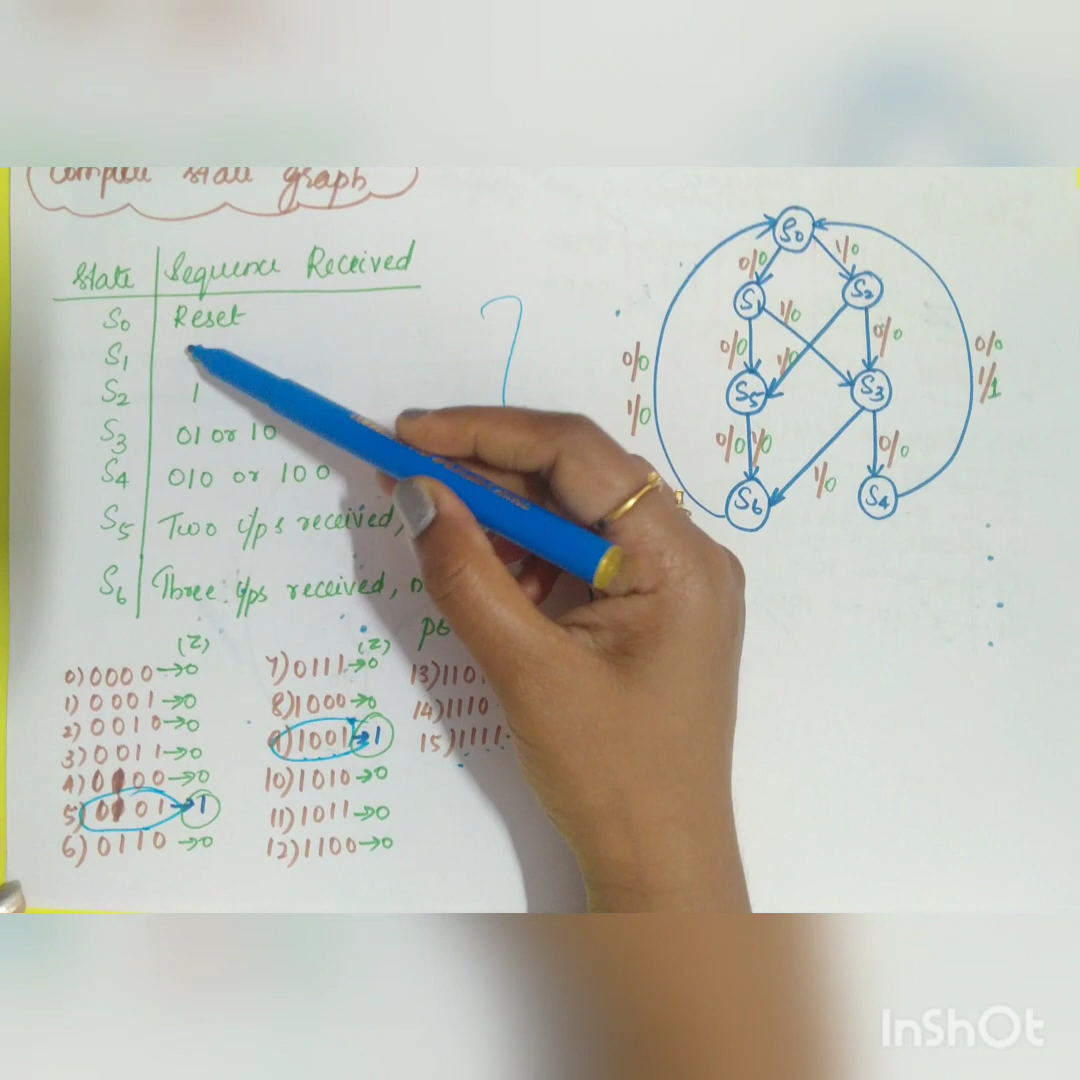 Complete state graph
State Sequence Received
S0 Reset
S1
S2 1
S3 01 or 10
S4 010 or 100
S5 Two i/ps received,
S6 Three i/ps received,
(Z)
0) 0000→0
1) 0001→0
2) 0010→0
3) 0011→0
4) 0100→0
5) 0101→1
6) 0110→0
(Z)
7) 0111→0
8) 1000→0
9) 1001→1
10) 1010→0
11) 1011→0
12) 1100→0
13) 110
14) 1110
15) 1111
S0
0/0 1/0
S1 S2
1/0
0/0 1/0 0/0
S5 S3
0/0 1/0 1/0 0/0
S6 S4
0/0
1/0
0/0
1/1
InShOt